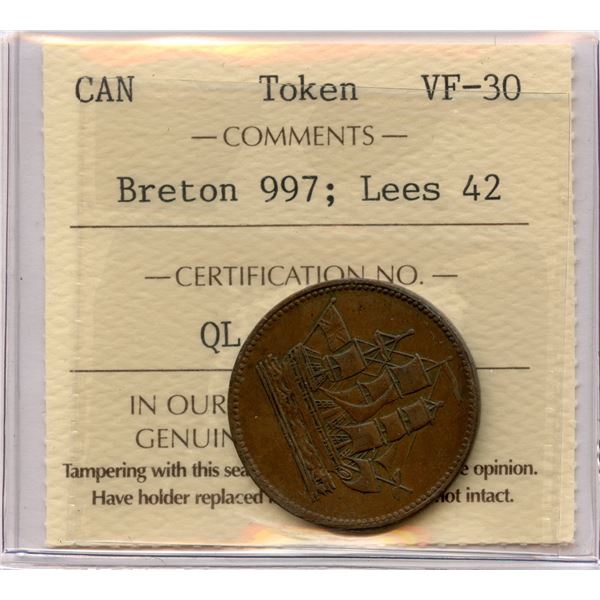 CAN Token VF-30
— COMMENTS —
Breton 997; Lees 42
— CERTIFICATION NO. —
QL
IN OUR
GENUIN
Tampering with this sea e opinion.
Have holder replaced not intact.